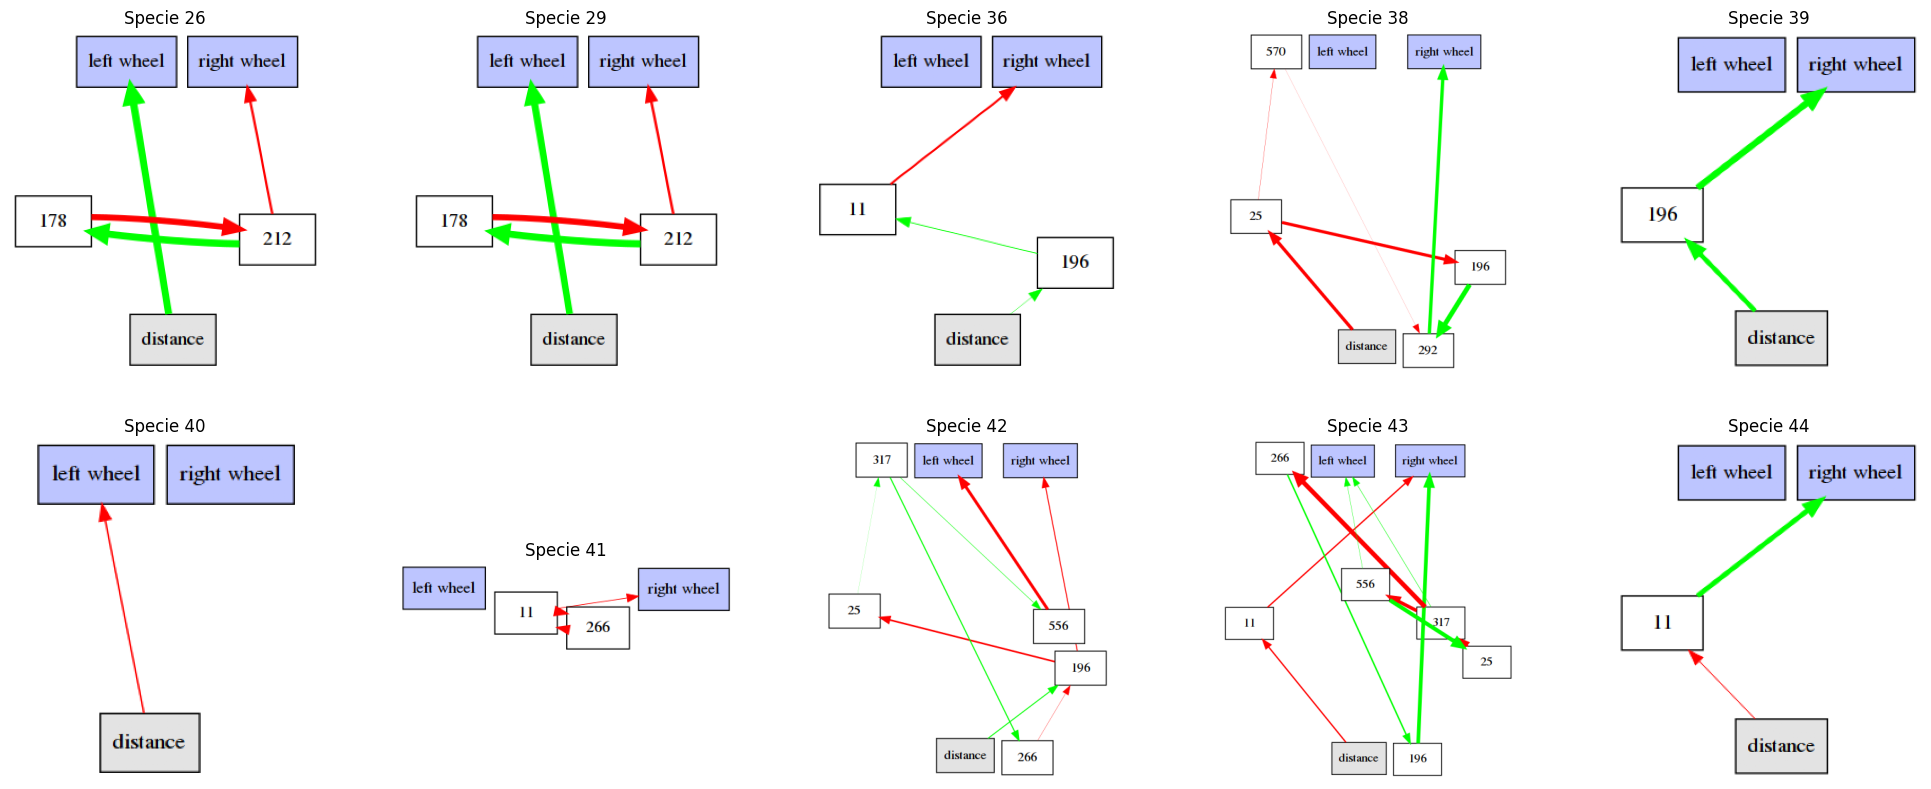 Specie 26
left wheel
right wheel
178
212
distance
Specie 29
left wheel
right wheel
178
212
distance
Specie 36
left wheel
right wheel
11
196
distance
Specie 38
570
left wheel
right wheel
25
196
distance
292
Specie 39
left wheel
right wheel
196
distance
Specie 40
left wheel
right wheel
distance
Specie 41
left wheel
right wheel
11
266
Specie 42
317
left wheel
right wheel
25
556
196
distance
266
Specie 43
266
left wheel
right wheel
556
11
317
25
distance
196
Specie 44
left wheel
right wheel
11
distance